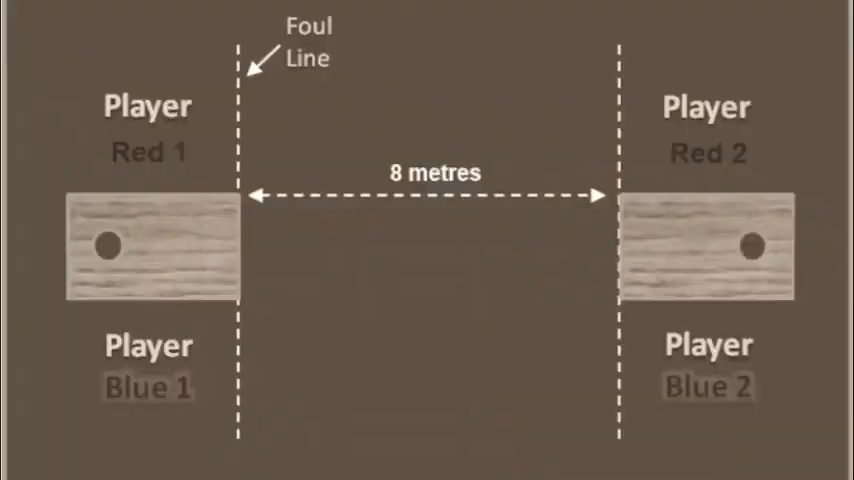 Foul
Line
Player
Red 1
Player
Red 2
8 metres
Player
Blue 1
Player
Blue 2